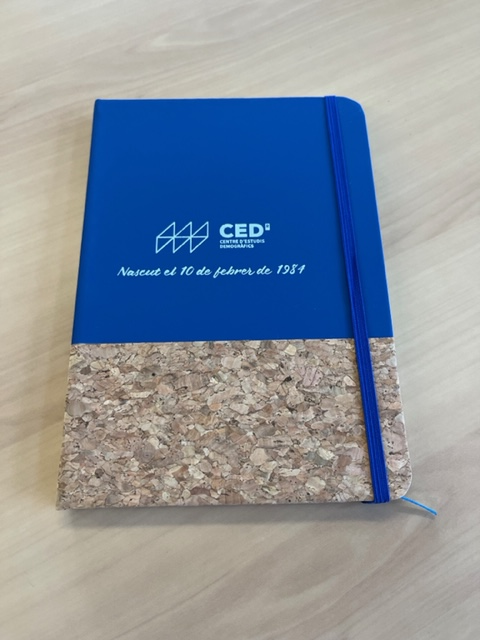 CED
CENTRE D'ESTUDIS
DEMOGRÀFICS
Nascut el 10 de febrer de 1984